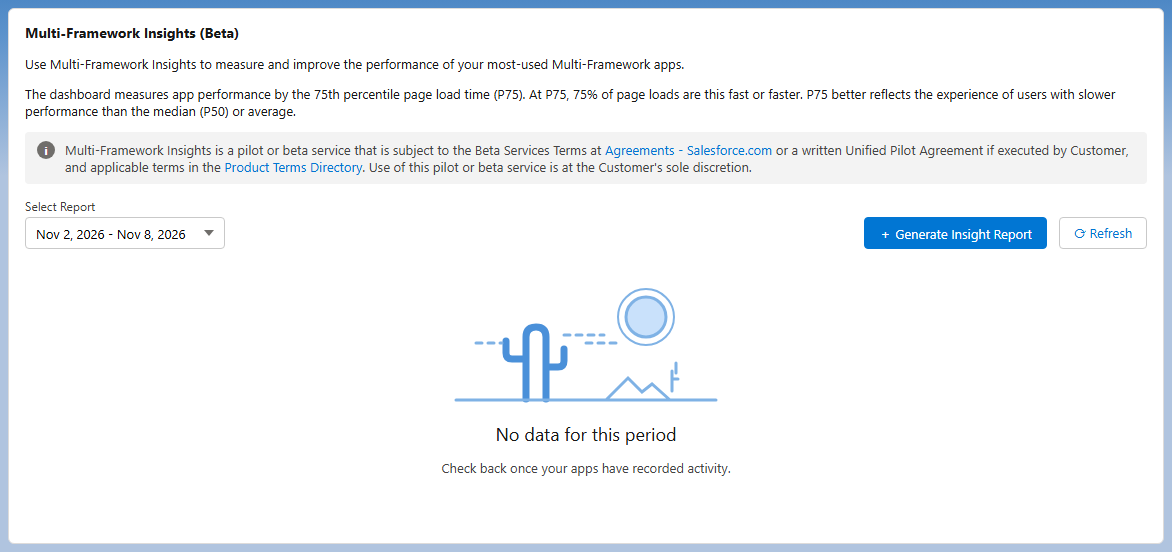 Multi-Framework Insights (Beta)
Use Multi-Framework Insights to measure and improve the performance of your most-used Multi-Framework apps.
The dashboard measures app performance by the 75th percentile page load time (P75). At P75, 75% of page loads are this fast or faster. P75 better reflects the experience of users with slower
performance than the median (P50) or average.
Multi-Framework Insights is a pilot or beta service that is subject to the Beta Services Terms at Agreements - Salesforce.com or a written Unified Pilot Agreement if executed by Customer,
and applicable terms in the Product Terms Directory. Use of this pilot or beta service is at the Customer's sole discretion.
Select Report
Nov 2, 2026 - Nov 8, 2026
+ Generate Insight Report
Refresh
No data for this period
Check back once your apps have recorded activity.